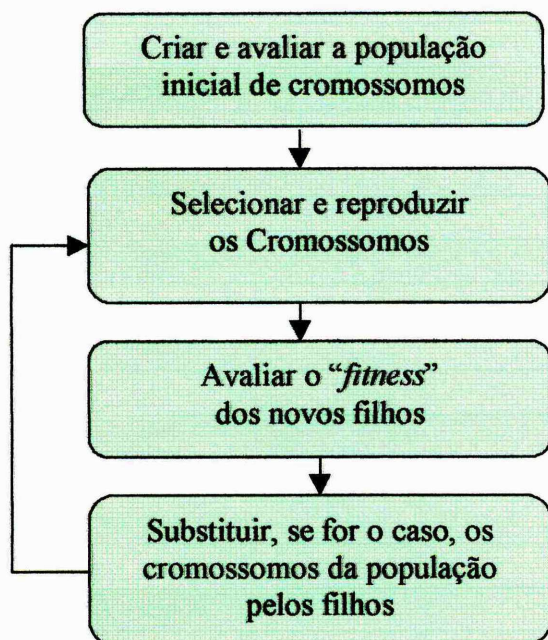 Criar e avaliar a população
inicial de cromossomos
Selecionar e reproduzir
os Cromossomos
Avaliar o “fitness”
dos novos filhos
Substituir, se for o caso, os
cromossomos da população
pelos filhos